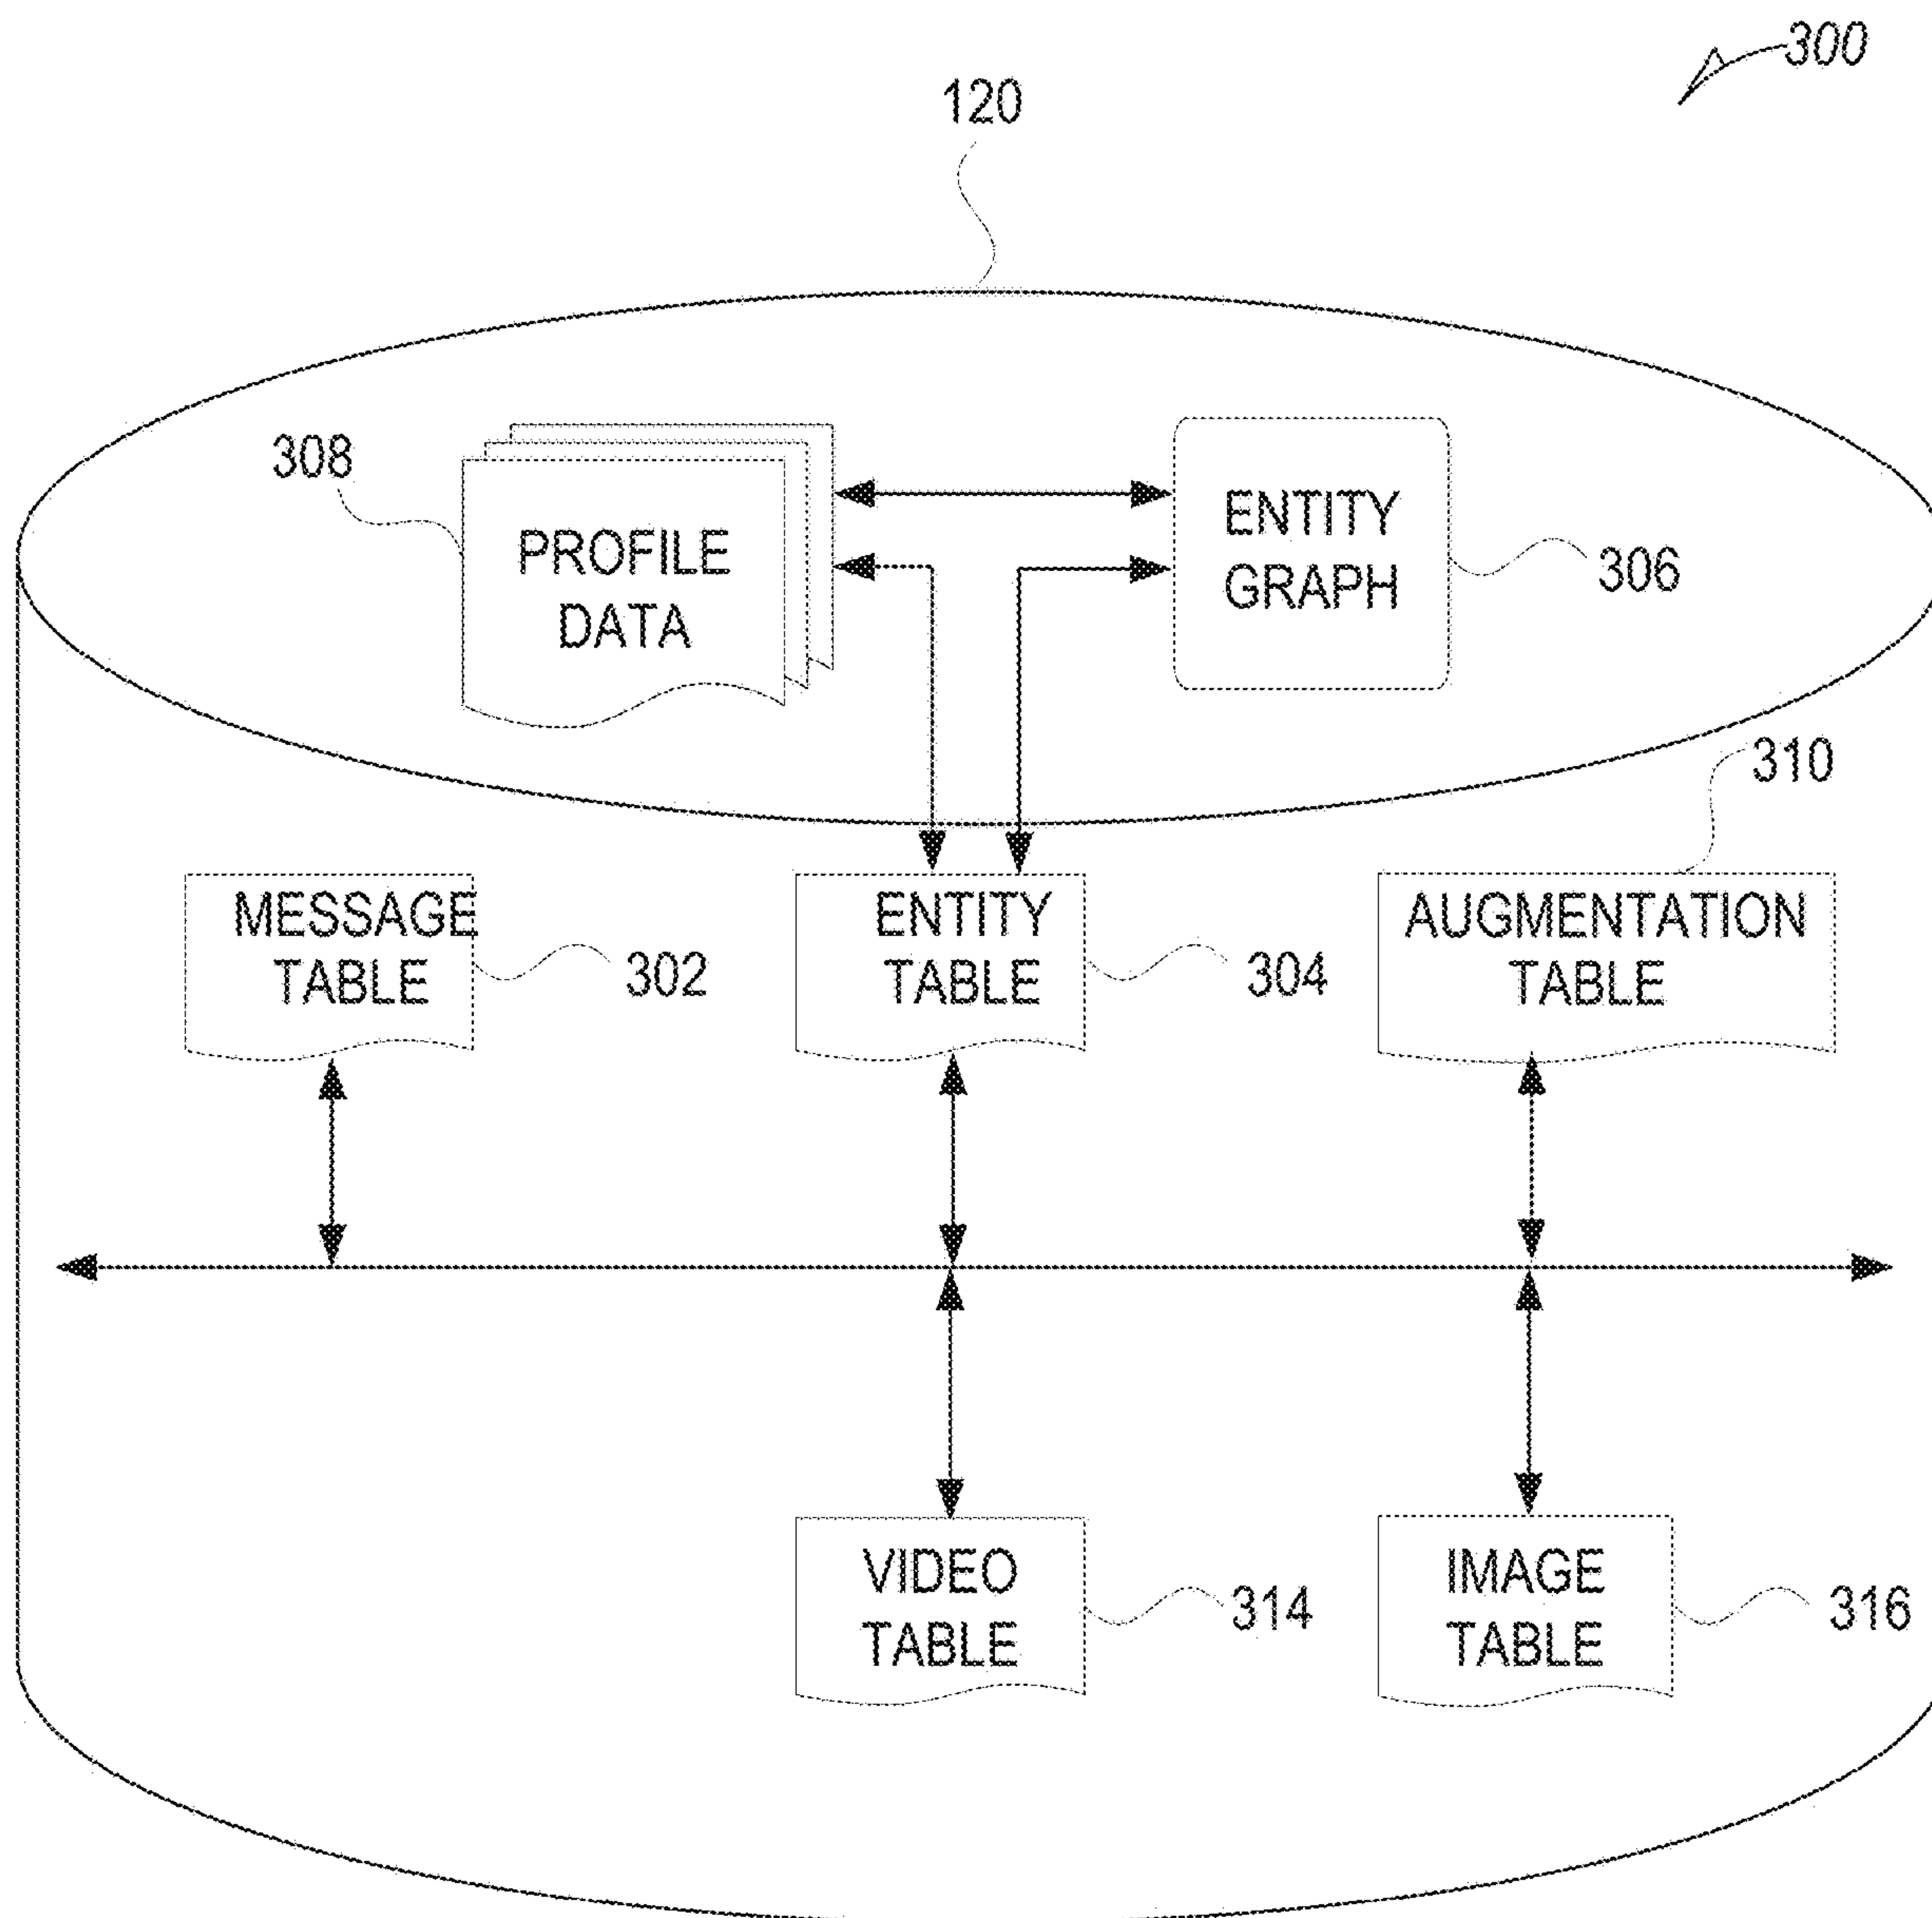 300
120
308
PROFILE
DATA
ENTITY
GRAPH
306
310
MESSAGE
TABLE
302
ENTITY
TABLE
304
AUGMENTATION
TABLE
VIDEO
TABLE
314
IMAGE
TABLE
316